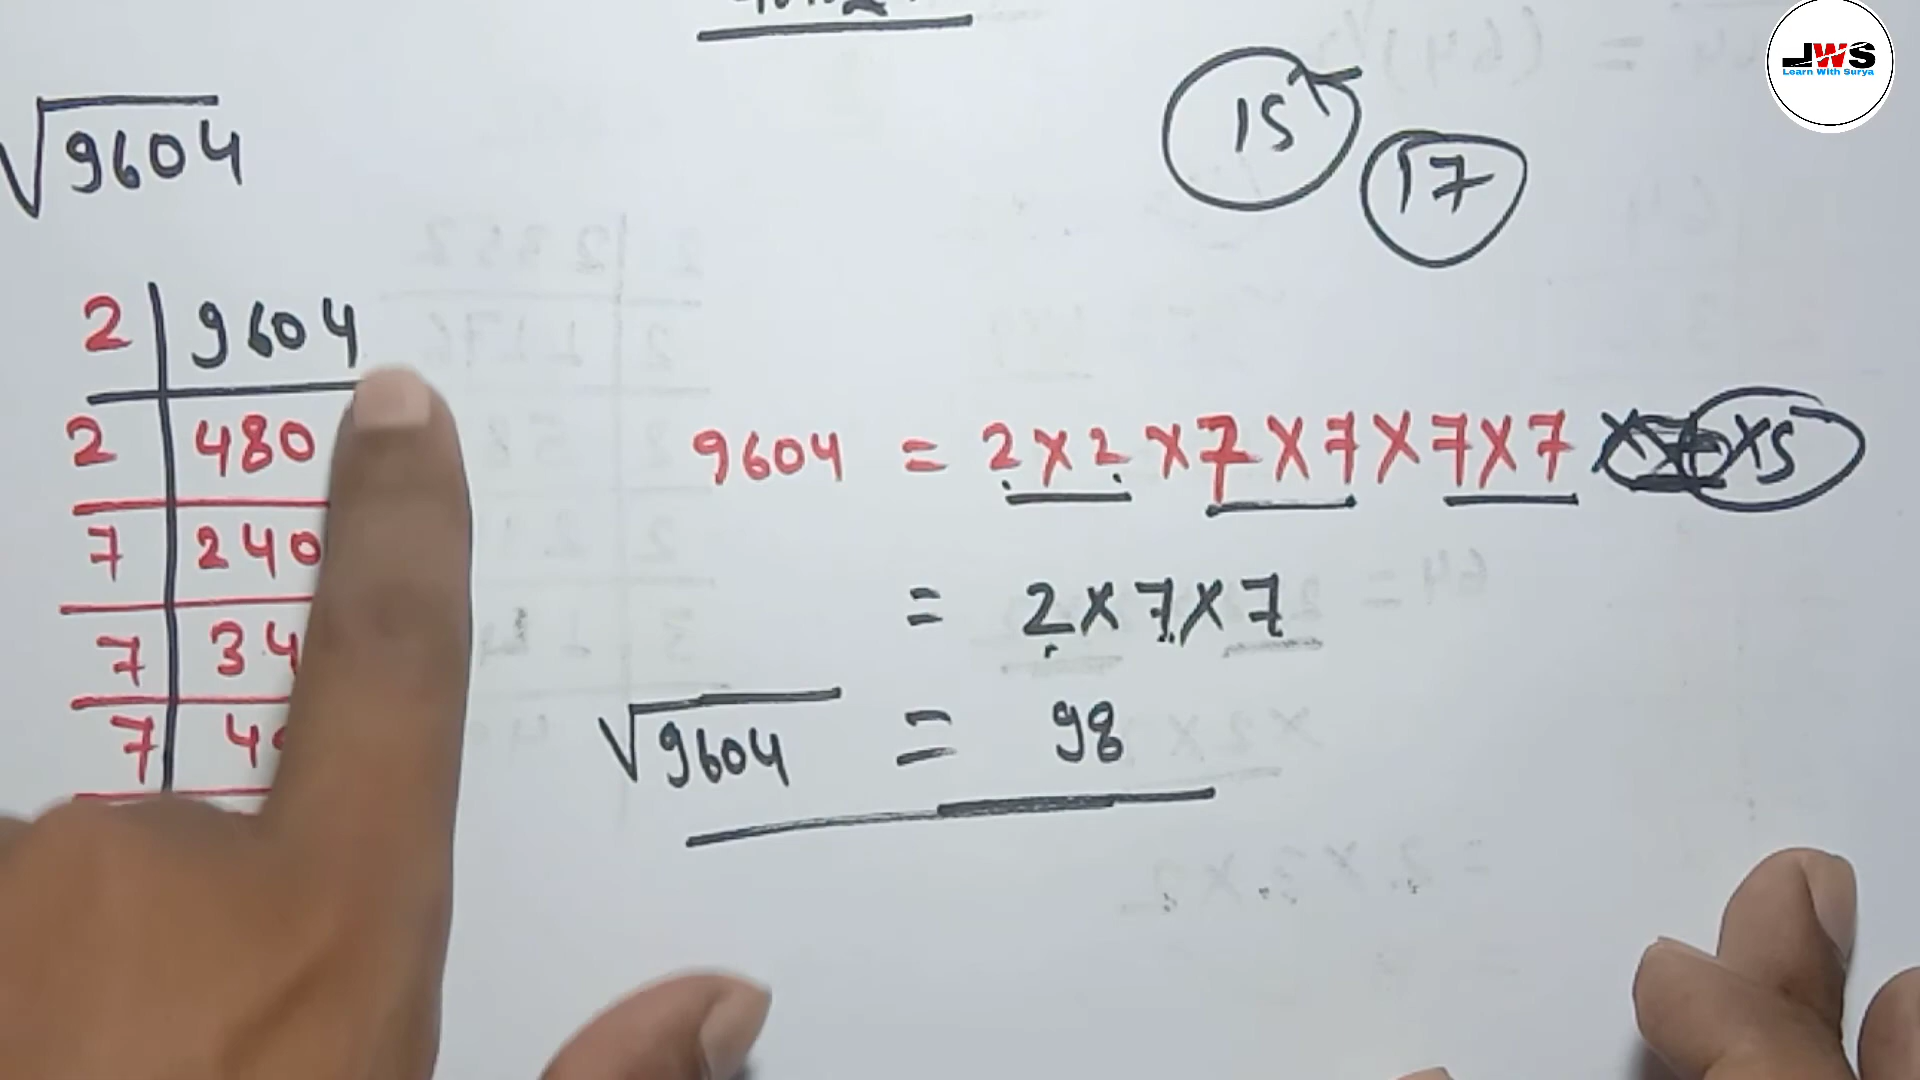 JWS
Learn With Surya
√9604
15
17
2 | 9604
2 | 480
7 | 240
7 | 34
7 | 4
9604 = 2×2×7×7×7×7 ×5
= 2×7×7
√9604 = 98